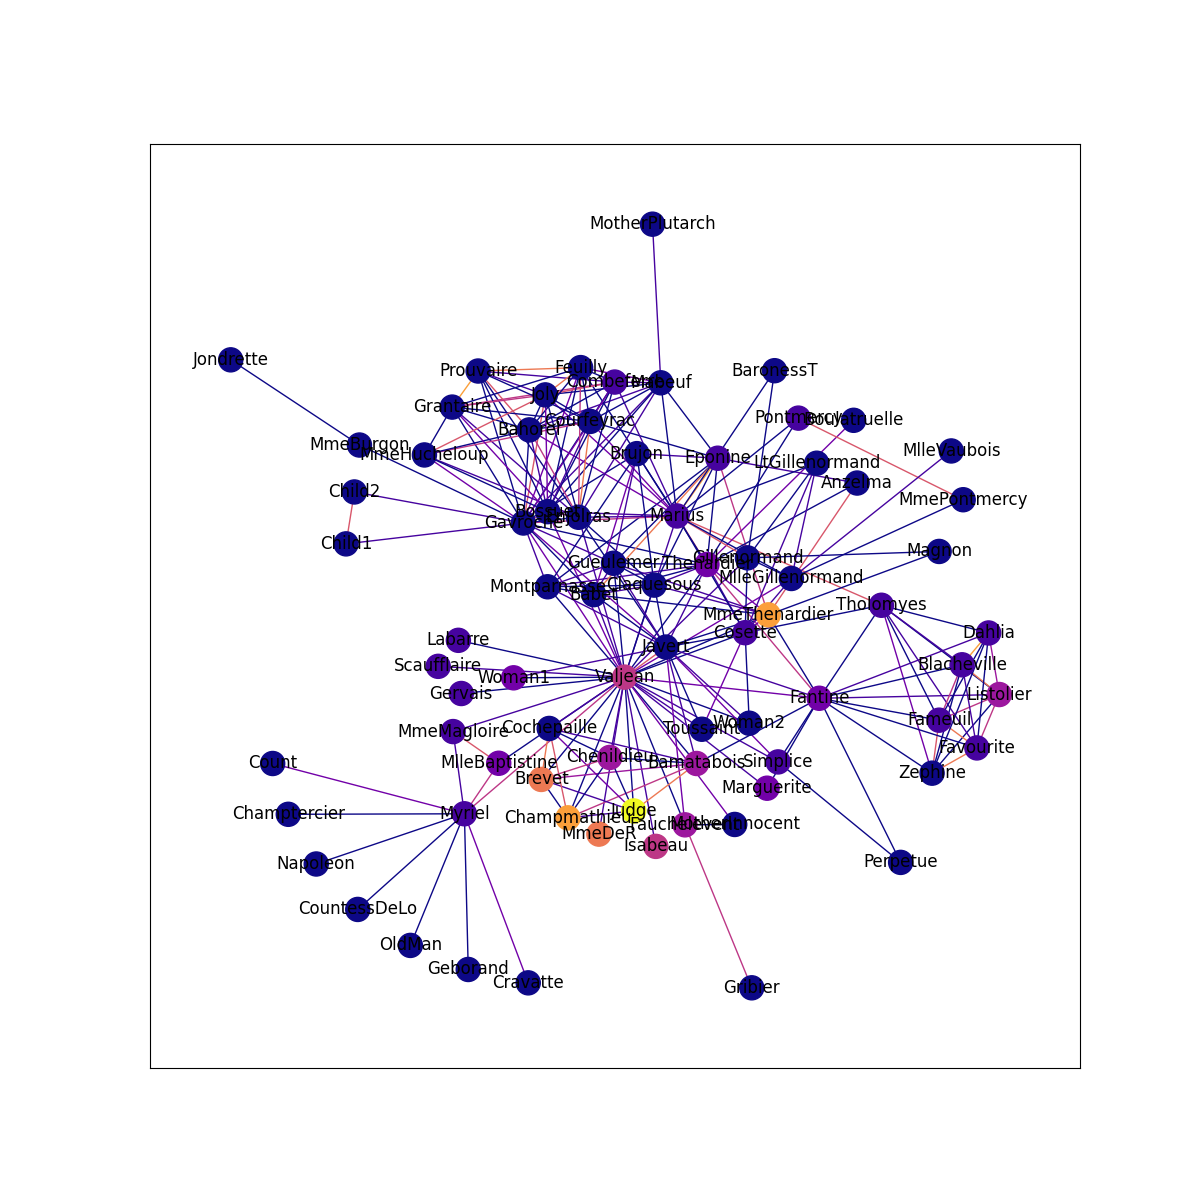 MotherPlutarch
Jondrette
Prouvaire
Feuilly
BaronessT
Combeferre
Mabeuf
Joly
Grantaire
Pontmercy
Boulatruelle
Courfeyrac
Bahorel
MmeBurgon
MmeHucheloup
Brujon
Eponine
LtGillenormand
MlleVaubois
Anzelma
Child2
MmePontmercy
Bossuet
Enjolras
Gavroche
Marius
Child1
Magnon
Gillenormand
Gueulemer
Thenardier
MlleGillenormand
Montparnasse
Claquesous
Babet
MmeThenardier
Tholomyes
Cosette
Dahlia
Labarre
Javert
Scaufflaire
Blacheville
Woman1
Valjean
Gervais
Fantine
Listolier
Fameuil
MmeMagloire
Cochepaille
Toussaint
Woman2
Favourite
Count
MlleBaptistine
Chenildieu
Bamatabois
Simplice
Zephine
Brevet
Marguerite
Champtercier
Myriel
Champmathieu
Judge
Fauchelevent
MotherInnocent
MmeDeR
Isabeau
Napoleon
Perpetue
CountessDeLo
OldMan
Geborand
Cravatte
Gribier